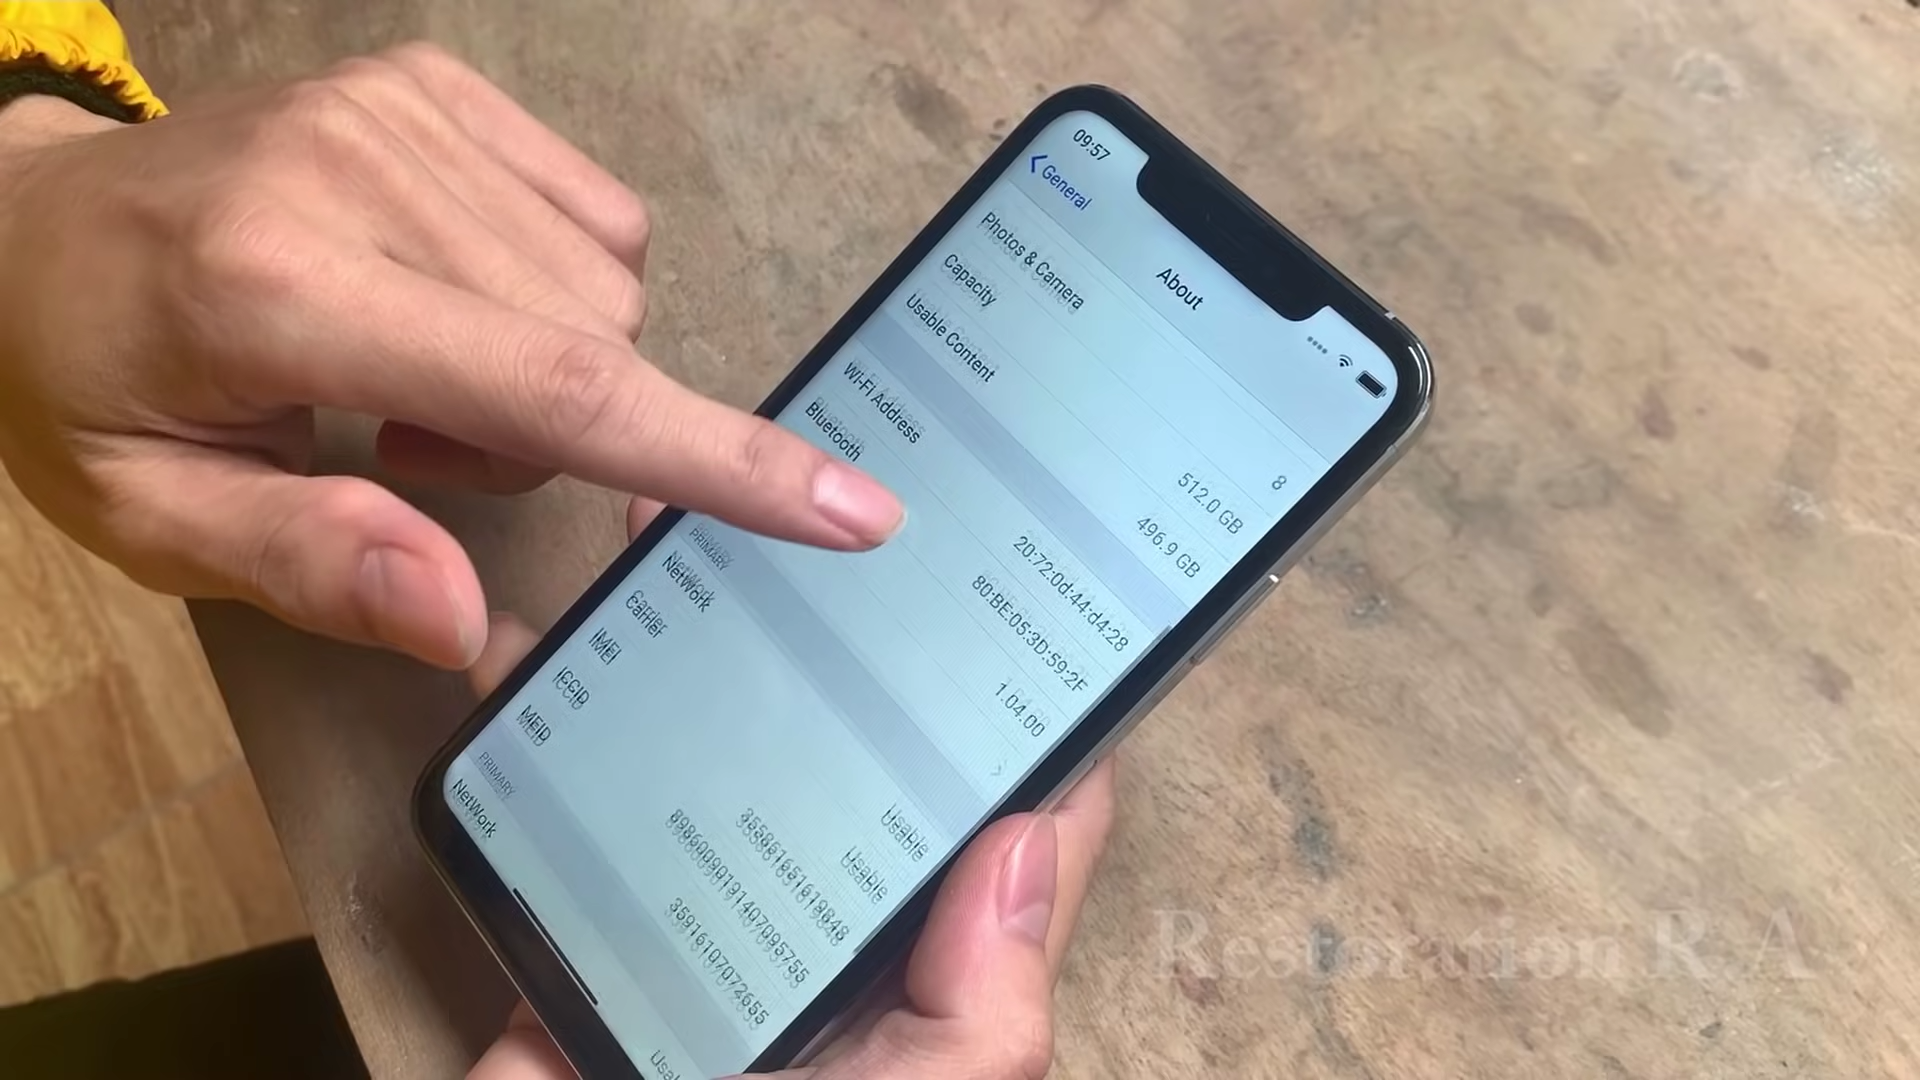 09:57
General
About
Photos & Camera 8
Capacity 512.0 GB
Usable Content 496.9 GB
Wi-Fi Address 20:72:0d:44:d4:28
Bluetooth 80:BE:05:3D:59:2F
1.04.00
PRIMARY
NetWork Usable
Carrier Usable
IMEI
ICCID
MEID
PRIMARY
NetWork
Restoration R.A